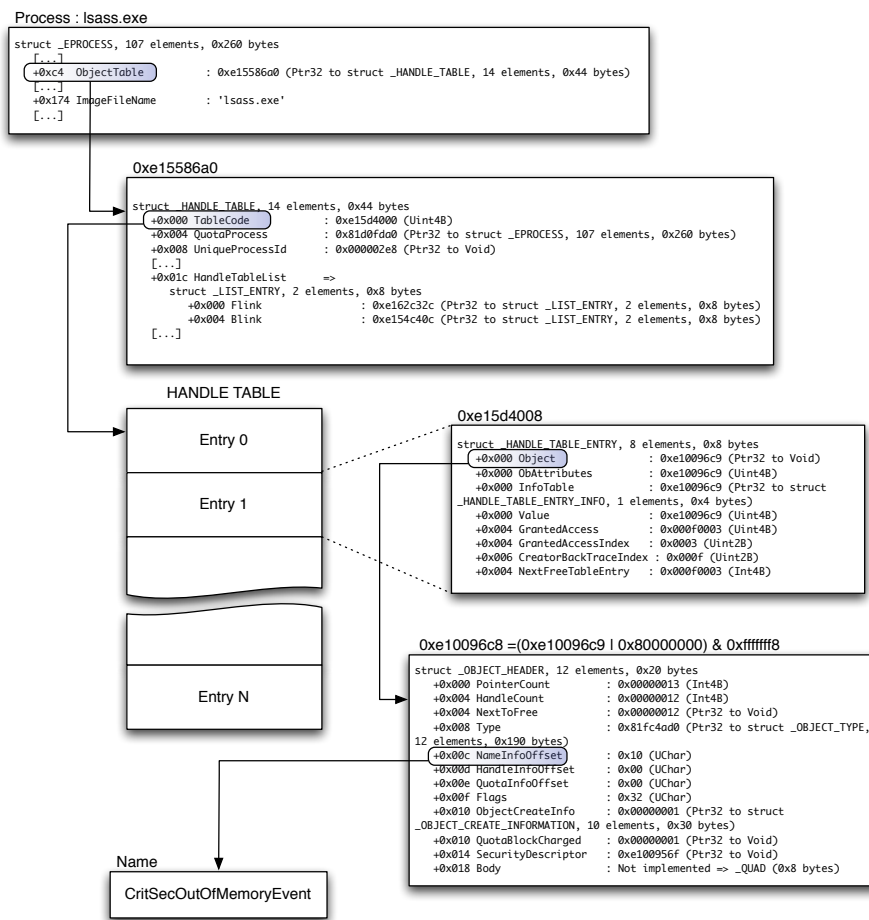 Process : lsass.exe
struct _EPROCESS, 107 elements, 0x260 bytes
[...]
+0xc4 ObjectTable : 0xe15586a0 (Ptr32 to struct _HANDLE_TABLE, 14 elements, 0x44 bytes)
[...]
+0x174 ImageFileName : 'lsass.exe'
[...]
0xe15586a0
struct _HANDLE_TABLE, 14 elements, 0x44 bytes
+0x000 TableCode : 0xe15d4000 (Uint4B)
+0x004 QuotaProcess : 0x81d0fda0 (Ptr32 to struct _EPROCESS, 107 elements, 0x260 bytes)
+0x008 UniqueProcessId : 0x000002e8 (Ptr32 to Void)
[...]
+0x01c HandleTableList =>
struct _LIST_ENTRY, 2 elements, 0x8 bytes
+0x000 Flink : 0xe162c32c (Ptr32 to struct _LIST_ENTRY, 2 elements, 0x8 bytes)
+0x004 Blink : 0xe154c40c (Ptr32 to struct _LIST_ENTRY, 2 elements, 0x8 bytes)
[...]
HANDLE TABLE
Entry 0
Entry 1
Entry N
0xe15d4008
struct _HANDLE_TABLE_ENTRY, 8 elements, 0x8 bytes
+0x000 Object : 0xe10096c9 (Ptr32 to Void)
+0x000 ObAttributes : 0xe10096c9 (Uint4B)
+0x000 InfoTable : 0xe10096c9 (Ptr32 to struct
_HANDLE_TABLE_ENTRY_INFO, 1 elements, 0x4 bytes)
+0x000 Value : 0xe10096c9 (Uint4B)
+0x004 GrantedAccess : 0x000f0003 (Uint4B)
+0x004 GrantedAccessIndex : 0x0003 (Uint2B)
+0x006 CreatorBackTraceIndex : 0x000f (Uint2B)
+0x004 NextFreeTableEntry : 0x000f0003 (Int4B)
0xe10096c8 =(0xe10096c9 | 0x80000000) & 0xfffffff8
struct _OBJECT_HEADER, 12 elements, 0x20 bytes
+0x000 PointerCount : 0x00000013 (Int4B)
+0x004 HandleCount : 0x00000012 (Int4B)
+0x004 NextToFree : 0x00000012 (Ptr32 to Void)
+0x008 Type : 0x81fc4ad0 (Ptr32 to struct _OBJECT_TYPE,
12 elements, 0x190 bytes)
+0x00c NameInfoOffset : 0x10 (UChar)
+0x00d HandleInfoOffset : 0x00 (UChar)
+0x00e QuotaInfoOffset : 0x00 (UChar)
+0x00f Flags : 0x32 (UChar)
+0x010 ObjectCreateInfo : 0x00000001 (Ptr32 to struct
_OBJECT_CREATE_INFORMATION, 10 elements, 0x30 bytes)
+0x010 QuotaBlockCharged : 0x00000001 (Ptr32 to Void)
+0x014 SecurityDescriptor : 0xe100956f (Ptr32 to Void)
+0x018 Body : Not implemented => _QUAD (0x8 bytes)
Name
CritSecOutOfMemoryEvent